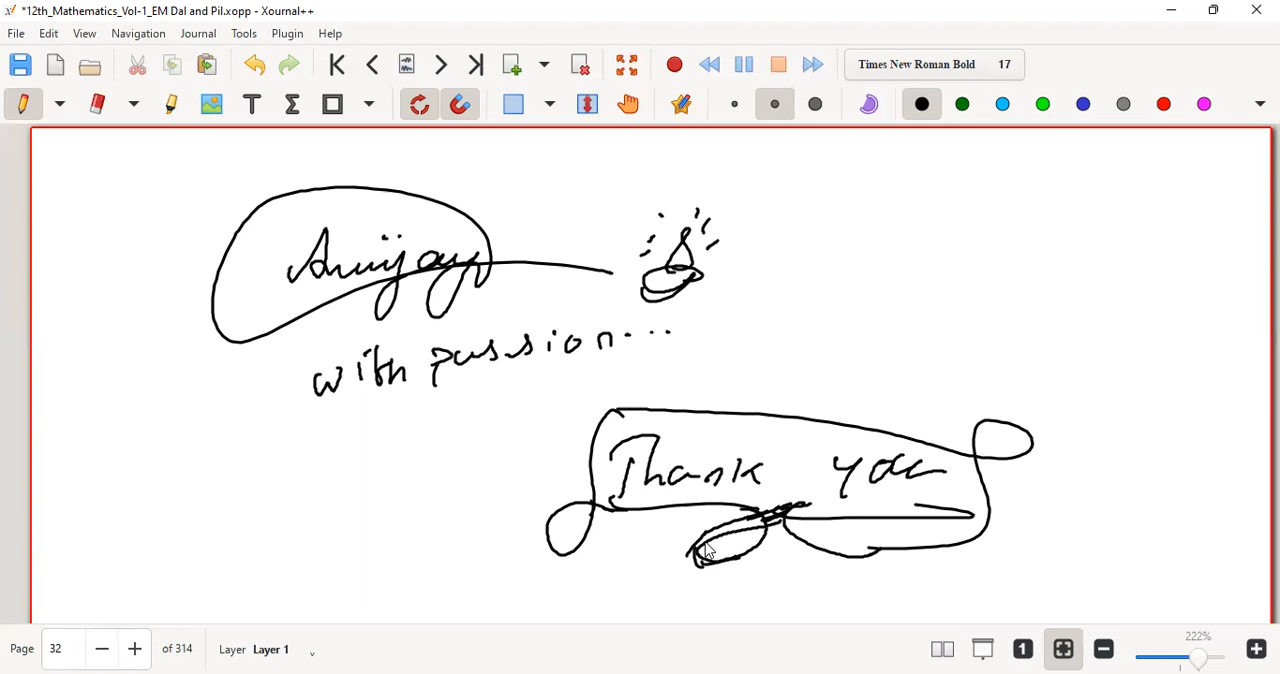 *12th_Mathematics_Vol-1_EM Dal and Pil.xopp - Xournal++
File Edit View Navigation Journal Tools Plugin Help
Times New Roman Bold 17
with passion...
Thank you
Page 32 of 314 Layer Layer 1 222%